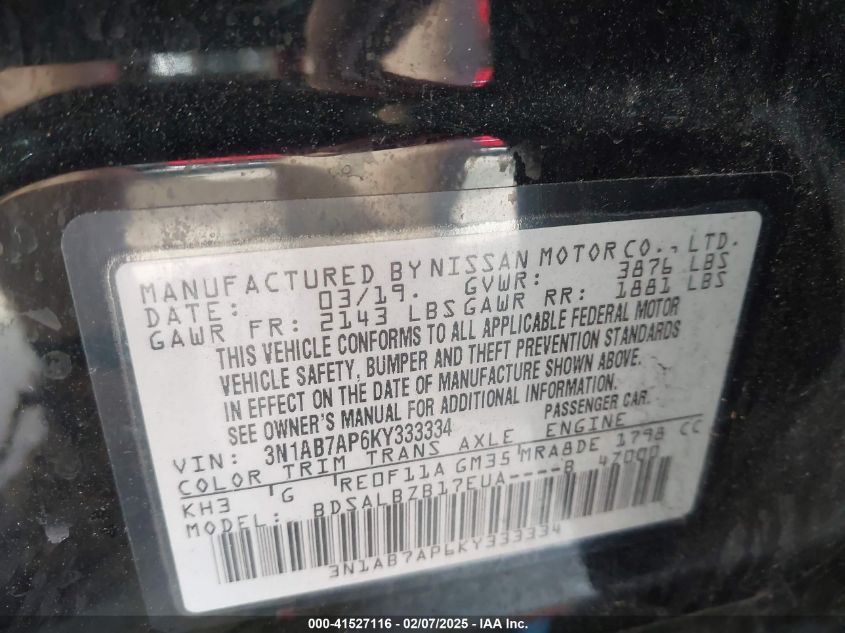 MANUFACTURED BY NISSAN MOTOR CO., LTD.
DATE: 03/19. GVWR: 3876 LBS
GAWR FR: 2143 LBS GAWR RR: 1881 LBS
THIS VEHICLE CONFORMS TO ALL APPLICABLE FEDERAL MOTOR
VEHICLE SAFETY, BUMPER AND THEFT PREVENTION STANDARDS
IN EFFECT ON THE DATE OF MANUFACTURE SHOWN ABOVE.
SEE OWNER'S MANUAL FOR ADDITIONAL INFORMATION.
VIN: 3N1AB7AP6KY333334 PASSENGER CAR.
COLOR TRIM TRANS AXLE ENGINE
KH3 G RE0F11A GM35 MRA8DE 1798 CC
MODEL: BDSALBZB17EUA----B 47000
3N1AB7AP6KY333334
000-41527116 - 02/07/2025 - IAA Inc.